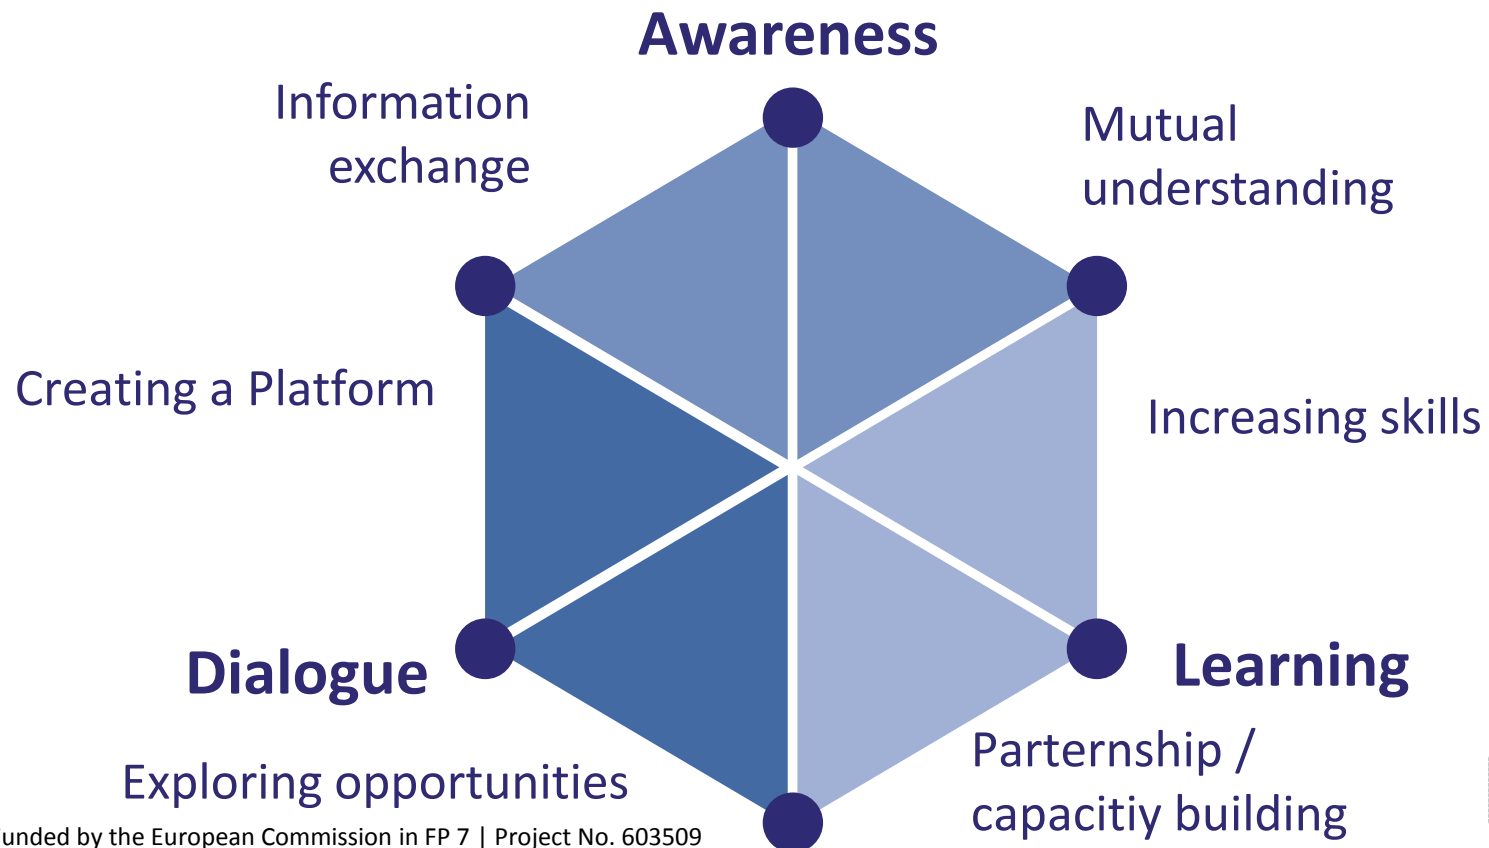 Awareness
Information
exchange
Mutual
understanding
Creating a Platform
Increasing skills
Dialogue
Learning
Exploring opportunities
Parternship /
capacitiy building
unded by the European Commission in FP 7 | Project No. 603509